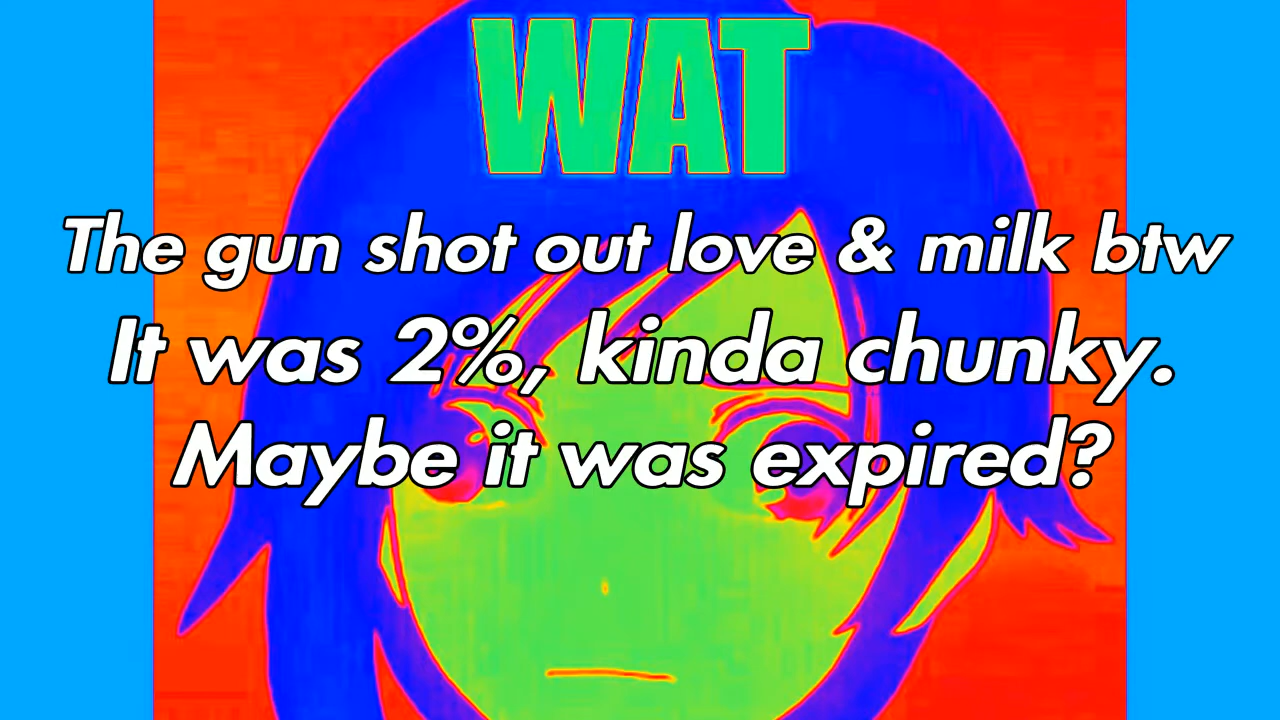 WAT
The gun shot out love & milk btw
It was 2%, kinda chunky.
Maybe it was expired?